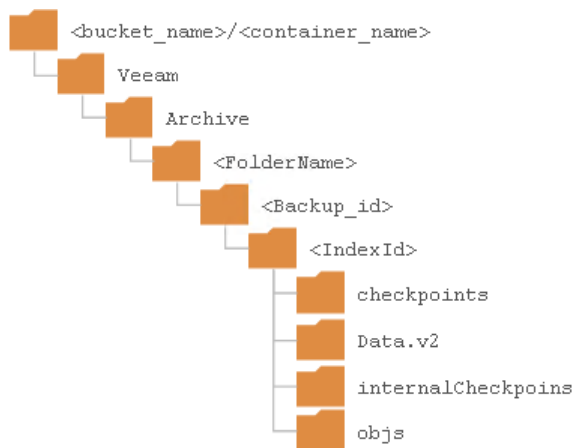 <bucket_name>/<container_name>
Veeam
Archive
<FolderName>
<Backup_id>
<IndexId>
checkpoints
Data.v2
internalCheckpoins
objs